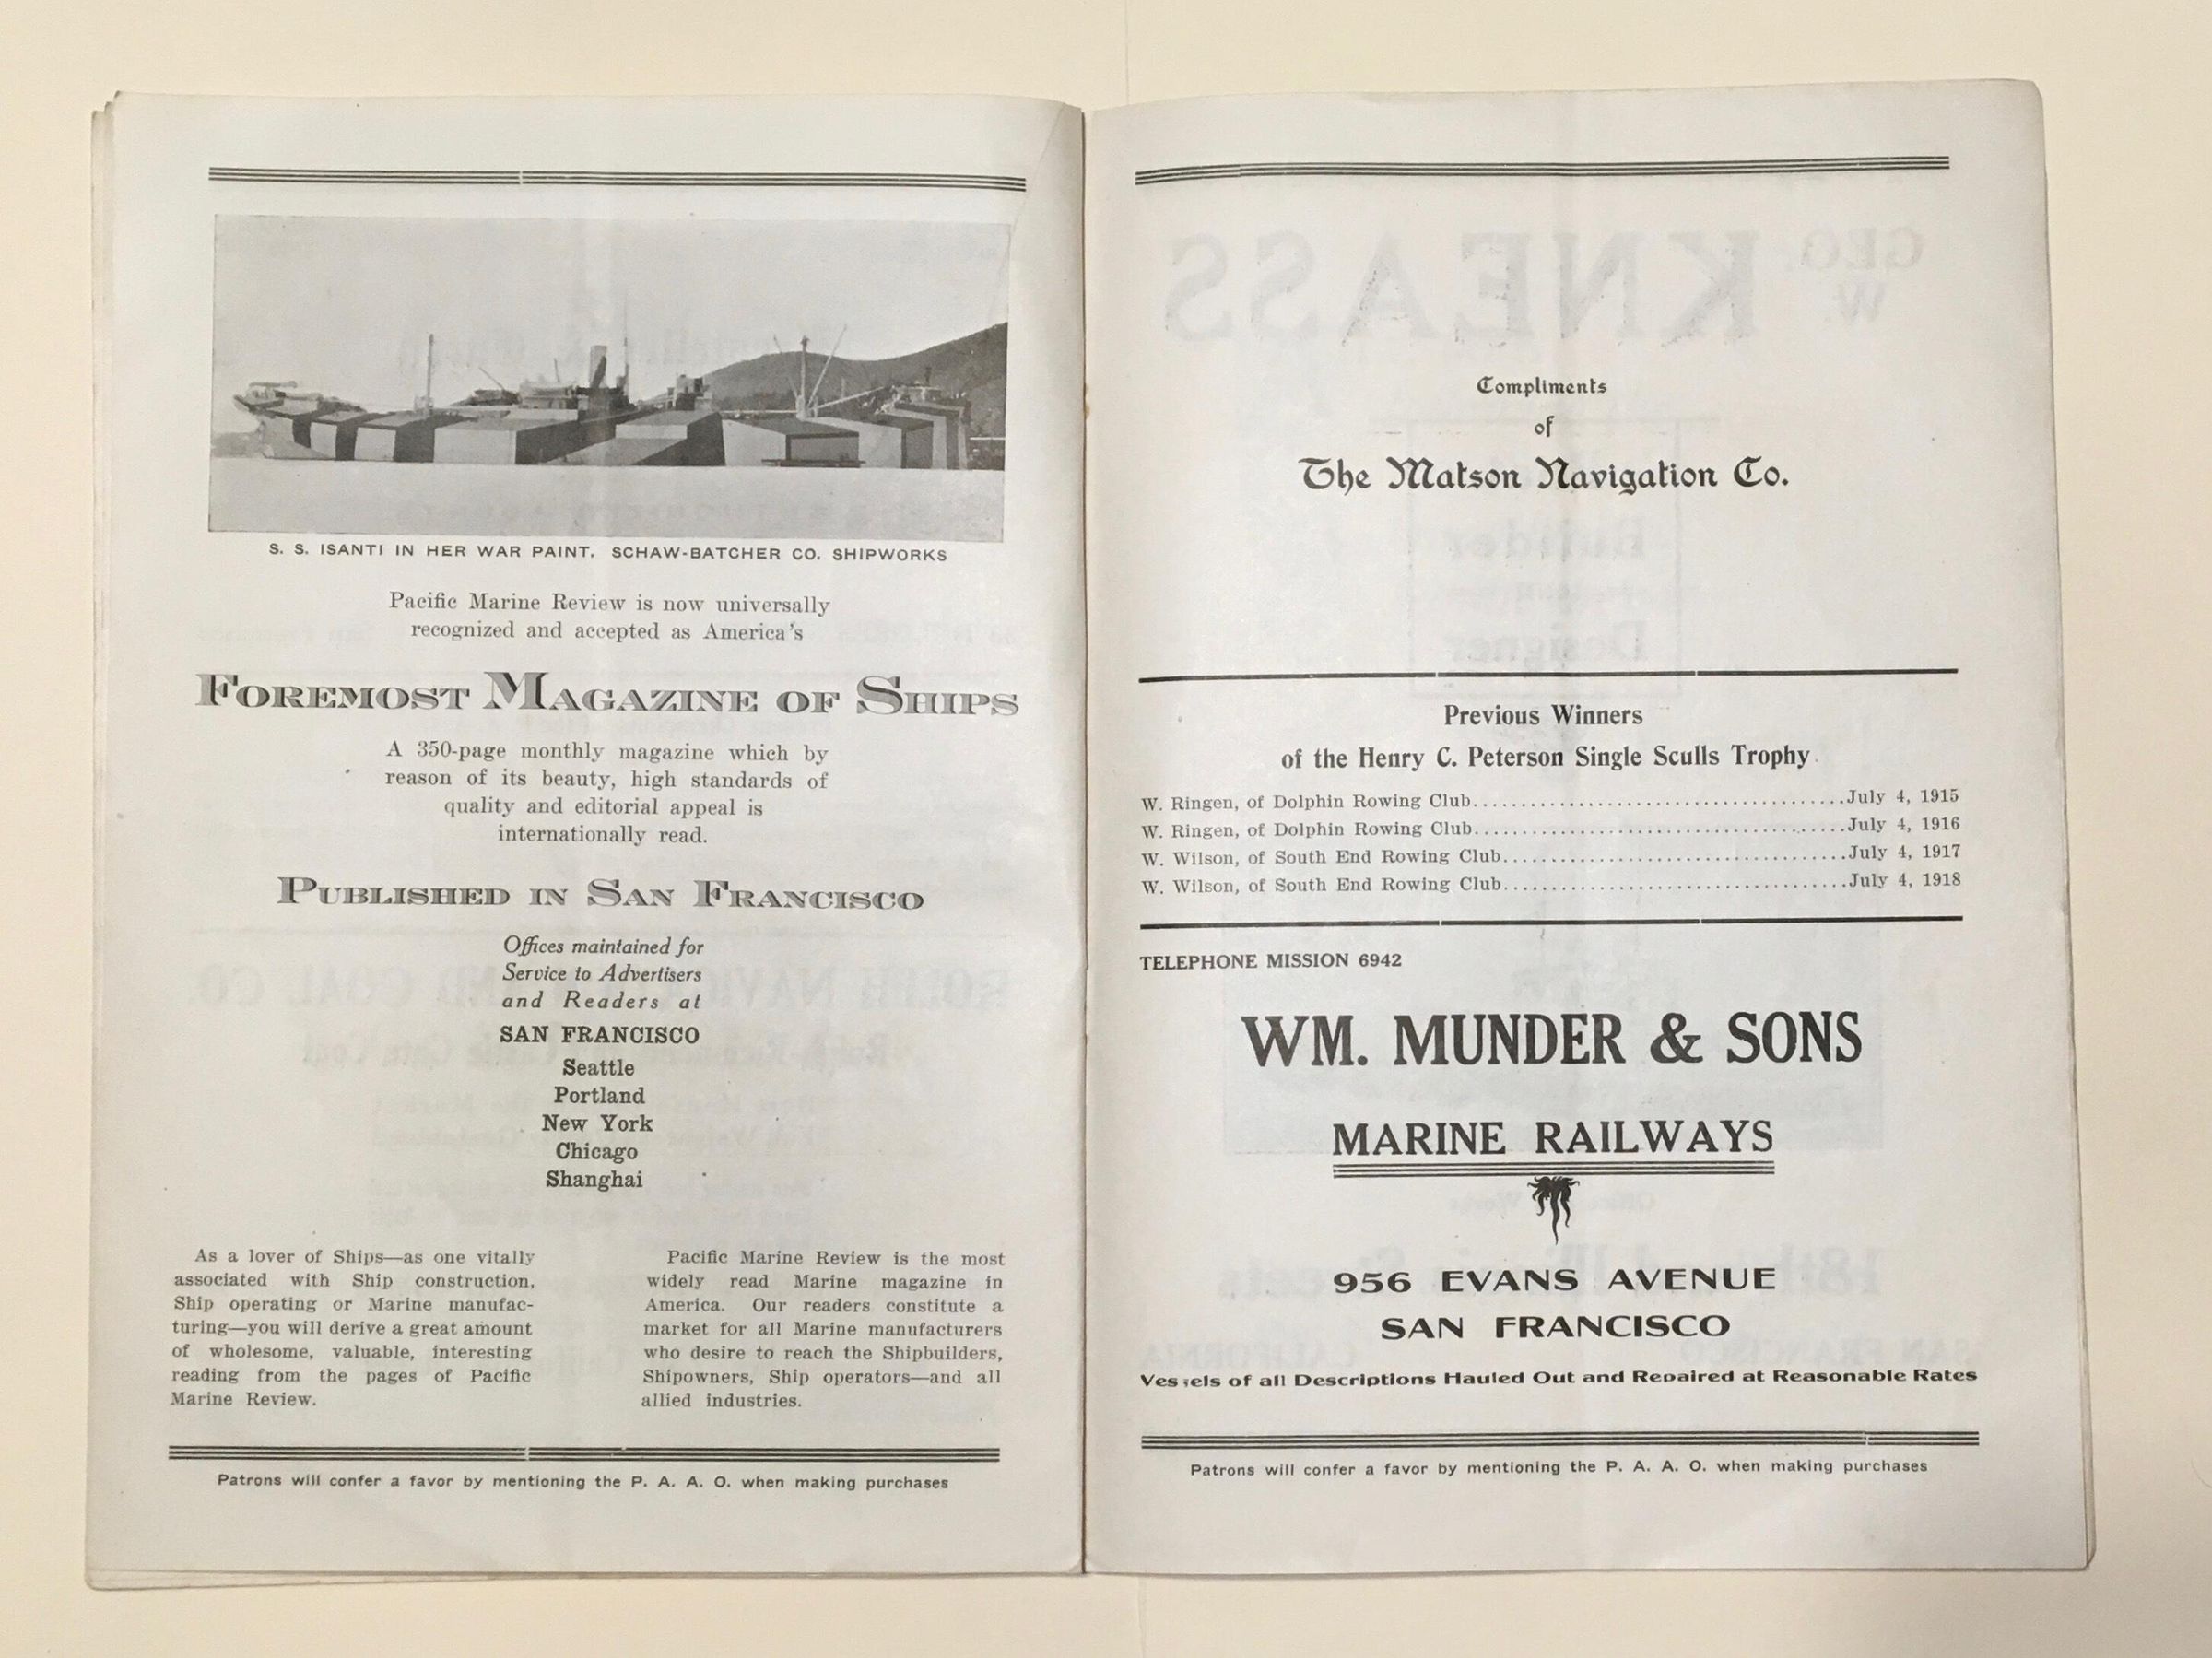 S. S. ISANTI IN HER WAR PAINT. SCHAW-BATCHER CO. SHIPWORKS
Pacific Marine Review is now universally
recognized and accepted as America's
FOREMOST MAGAZINE OF SHIPS
A 350-page monthly magazine which by
reason of its beauty, high standards of
quality and editorial appeal is
internationally read.
PUBLISHED IN SAN FRANCISCO
Offices maintained for
Service to Advertisers
and Readers at
SAN FRANCISCO
Seattle
Portland
New York
Chicago
Shanghai
As a lover of Ships—as one vitally
associated with Ship construction,
Ship operating or Marine manufac-
turing—you will derive a great amount
of wholesome, valuable, interesting
reading from the pages of Pacific
Marine Review.
Pacific Marine Review is the most
widely read Marine magazine in
America. Our readers constitute a
market for all Marine manufacturers
who desire to reach the Shipbuilders,
Shipowners, Ship operators—and all
allied industries.
Patrons will confer a favor by mentioning the P. A. A. O. when making purchases
Compliments
of
The Matson Navigation Co.
Previous Winners
of the Henry C. Peterson Single Sculls Trophy
W. Ringen, of Dolphin Rowing Club.......................................July 4, 1915
W. Ringen, of Dolphin Rowing Club.......................................July 4, 1916
W. Wilson, of South End Rowing Club....................................July 4, 1917
W. Wilson, of South End Rowing Club....................................July 4, 1918
TELEPHONE MISSION 6942
WM. MUNDER & SONS
MARINE RAILWAYS
956 EVANS AVENUE
SAN FRANCISCO
Vessels of all Descriptions Hauled Out and Repaired at Reasonable Rates
Patrons will confer a favor by mentioning the P. A. A. O. when making purchases